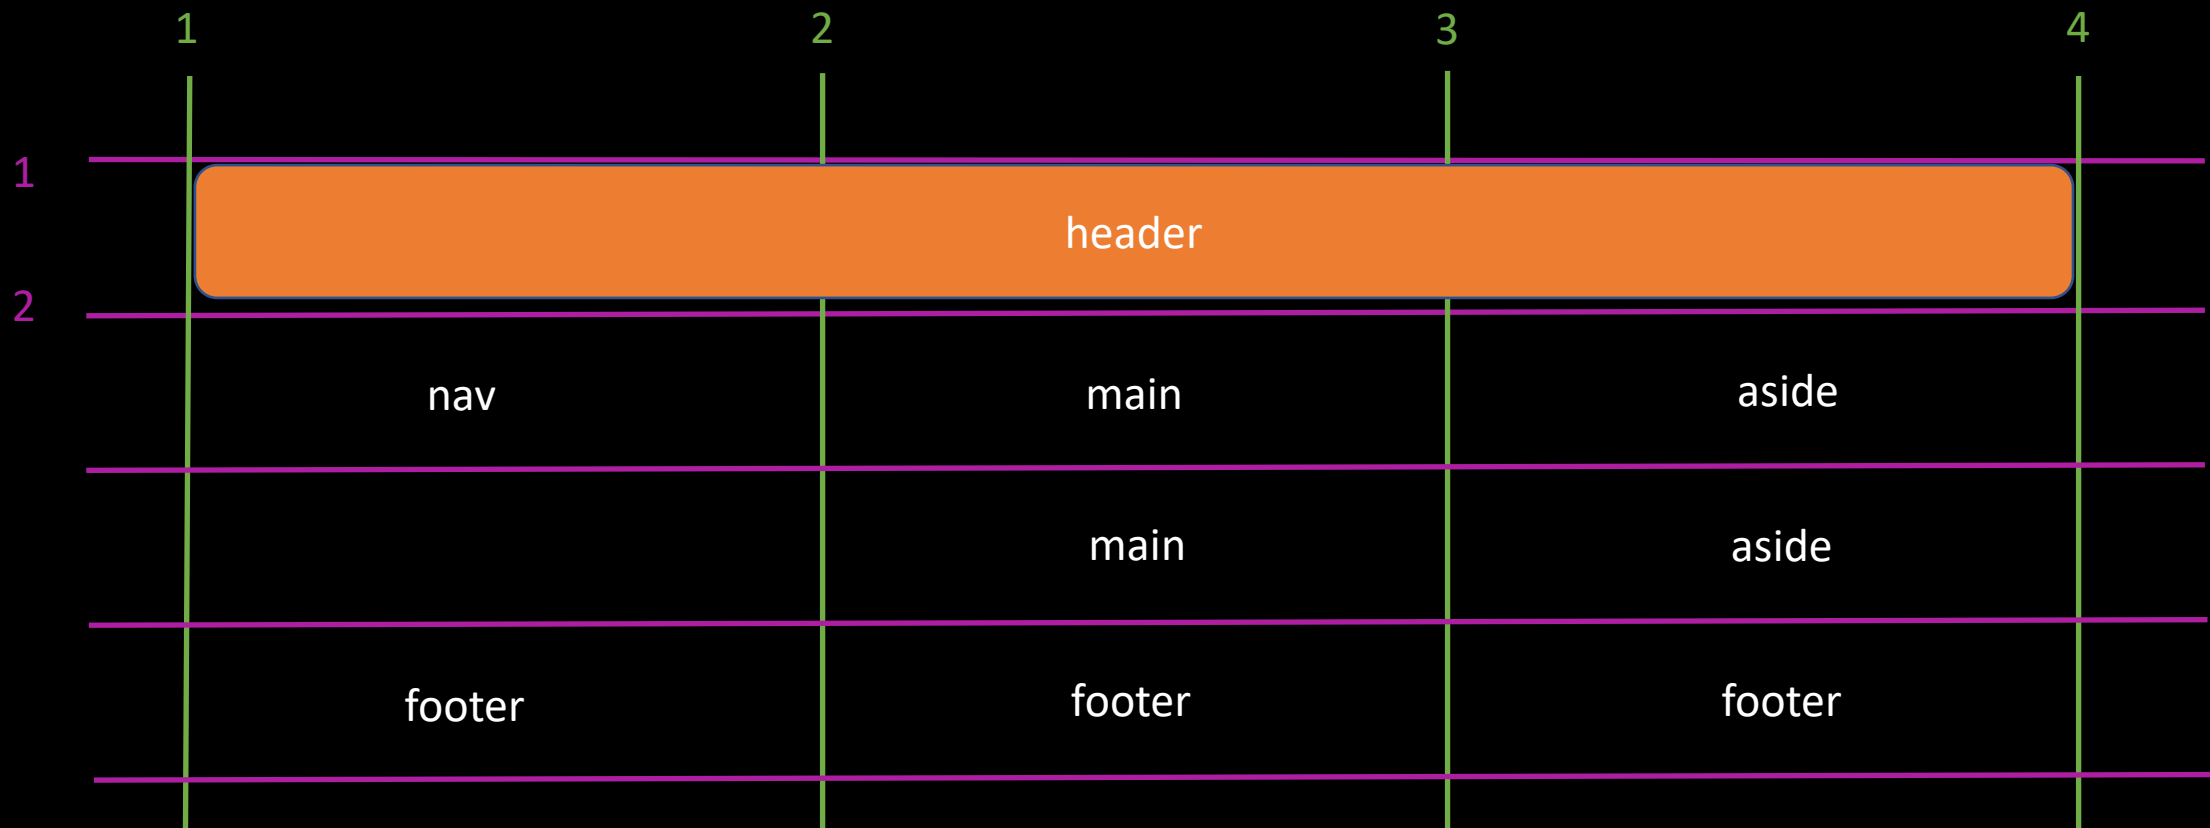 1 2 3 4
1
header
2
nav main aside
main aside
footer footer footer